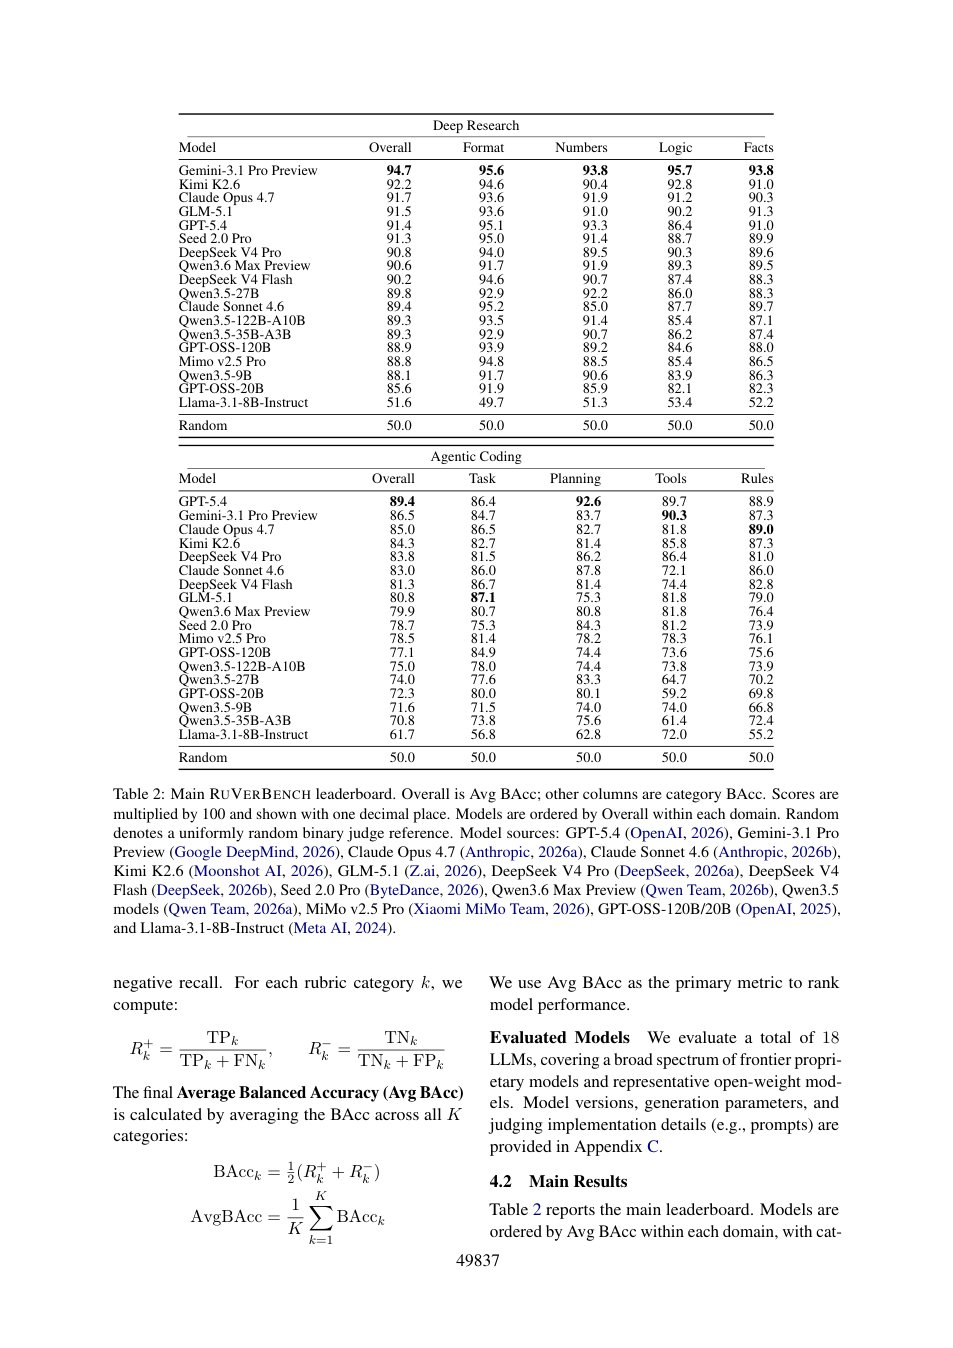 Deep Research
Model Overall Format Numbers Logic Facts
Gemini-3.1 Pro Preview 94.7 95.6 93.8 95.7 93.8
Kimi K2.6 92.2 94.6 90.4 92.8 91.0
Claude Opus 4.7 91.7 93.6 91.9 91.2 90.3
GLM-5.1 91.5 93.6 91.0 90.2 91.3
GPT-5.4 91.4 95.1 93.3 86.4 91.0
Seed 2.0 Pro 91.3 95.0 91.4 88.7 89.9
DeepSeek V4 Pro 90.8 94.0 89.5 90.3 89.6
Qwen3.6 Max Preview 90.6 91.7 91.9 89.3 89.5
DeepSeek V4 Flash 90.2 94.6 90.7 87.4 88.3
Qwen3.5-27B 89.8 92.9 92.2 86.0 88.3
Claude Sonnet 4.6 89.4 95.2 85.0 87.7 89.7
Qwen3.5-122B-A10B 89.3 93.5 91.4 85.4 87.1
Qwen3.5-35B-A3B 89.3 92.9 90.7 86.2 87.4
GPT-OSS-120B 88.9 93.9 89.2 84.6 88.0
Mimo v2.5 Pro 88.8 94.8 88.5 85.4 86.5
Qwen3.5-9B 88.1 91.7 90.6 83.9 86.3
GPT-OSS-20B 85.6 91.9 85.9 82.1 82.3
Llama-3.1-8B-Instruct 51.6 49.7 51.3 53.4 52.2
Random 50.0 50.0 50.0 50.0 50.0
Agentic Coding
Model Overall Task Planning Tools Rules
GPT-5.4 89.4 86.4 92.6 89.7 88.9
Gemini-3.1 Pro Preview 86.5 84.7 83.7 90.3 87.3
Claude Opus 4.7 85.0 86.5 82.7 81.8 89.0
Kimi K2.6 84.3 82.7 81.4 85.8 87.3
DeepSeek V4 Pro 83.8 81.5 86.2 86.4 81.0
Claude Sonnet 4.6 83.0 86.0 87.8 72.1 86.0
DeepSeek V4 Flash 81.3 86.7 81.4 74.4 82.8
GLM-5.1 80.8 87.1 75.3 81.8 79.0
Qwen3.6 Max Preview 79.9 80.7 80.8 81.8 76.4
Seed 2.0 Pro 78.7 75.3 84.3 81.2 73.9
Mimo v2.5 Pro 78.5 81.4 78.2 78.3 76.1
GPT-OSS-120B 77.1 84.9 74.4 73.6 75.6
Qwen3.5-122B-A10B 75.0 78.0 74.4 73.8 73.9
Qwen3.5-27B 74.0 77.6 83.3 64.7 70.2
GPT-OSS-20B 72.3 80.0 80.1 59.2 69.8
Qwen3.5-9B 71.6 71.5 74.0 74.0 66.8
Qwen3.5-35B-A3B 70.8 73.8 75.6 61.4 72.4
Llama-3.1-8B-Instruct 61.7 56.8 62.8 72.0 55.2
Random 50.0 50.0 50.0 50.0 50.0
Table 2: Main RUVERBENCH leaderboard. Overall is Avg BAcc; other columns are category BAcc. Scores are
multiplied by 100 and shown with one decimal place. Models are ordered by Overall within each domain. Random
denotes a uniformly random binary judge reference. Model sources: GPT-5.4 (OpenAI, 2026), Gemini-3.1 Pro
Preview (Google DeepMind, 2026), Claude Opus 4.7 (Anthropic, 2026a), Claude Sonnet 4.6 (Anthropic, 2026b),
Kimi K2.6 (Moonshot AI, 2026), GLM-5.1 (Z.ai, 2026), DeepSeek V4 Pro (DeepSeek, 2026a), DeepSeek V4
Flash (DeepSeek, 2026b), Seed 2.0 Pro (ByteDance, 2026), Qwen3.6 Max Preview (Qwen Team, 2026b), Qwen3.5
models (Qwen Team, 2026a), MiMo v2.5 Pro (Xiaomi MiMo Team, 2026), GPT-OSS-120B/20B (OpenAI, 2025),
and Llama-3.1-8B-Instruct (Meta AI, 2024).
negative recall. For each rubric category k, we
compute:
R_k^+ = TP_k / (TP_k + FN_k), R_k^- = TN_k / (TN_k + FP_k)
The final Average Balanced Accuracy (Avg BAcc)
is calculated by averaging the BAcc across all K
categories:
BAcc_k = 1/2 (R_k^+ + R_k^-)
AvgBAcc = 1/K ∑_{k=1}^{K} BAcc_k
We use Avg BAcc as the primary metric to rank
model performance.
Evaluated Models We evaluate a total of 18
LLMs, covering a broad spectrum of frontier propri-
etary models and representative open-weight mod-
els. Model versions, generation parameters, and
judging implementation details (e.g., prompts) are
provided in Appendix C.
4.2 Main Results
Table 2 reports the main leaderboard. Models are
ordered by Avg BAcc within each domain, with cat-
49837